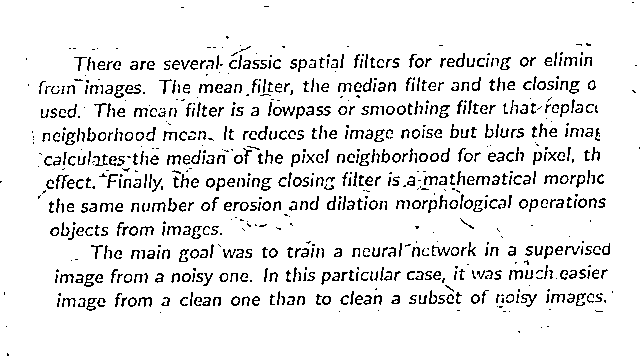 There are several classic spatial filters for reducing or elimin
from images. The mean filter, the median filter and the closing o
used. The mean filter is a lowpass or smoothing filter that replac
neighborhood mean. It reduces the image noise but blurs the imag
calculates the median of the pixel neighborhood for each pixel, th
effect. Finally, the opening closing filter is a mathematical morpho
the same number of erosion and dilation morphological operations
objects from images.
The main goal was to train a neural network in a supervised
image from a noisy one. In this particular case, it was much easier
image from a clean one than to clean a subset of noisy images.